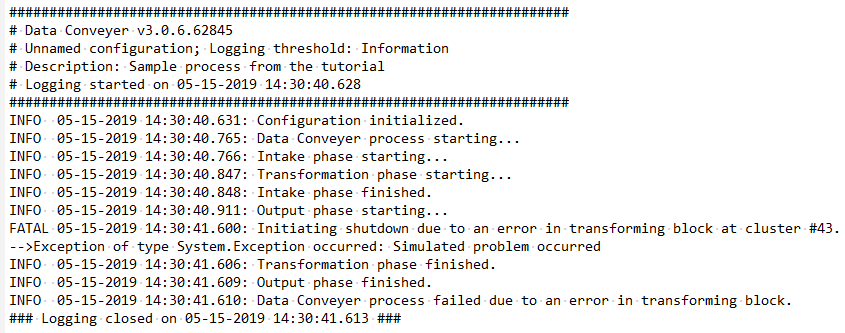 ######################################################################
# Data Conveyer v3.0.6.62845
# Unnamed configuration; Logging threshold: Information
# Description: Sample process from the tutorial
# Logging started on 05-15-2019 14:30:40.628
######################################################################
INFO  05-15-2019 14:30:40.631: Configuration initialized.
INFO  05-15-2019 14:30:40.765: Data Conveyer process starting...
INFO  05-15-2019 14:30:40.766: Intake phase starting...
INFO  05-15-2019 14:30:40.847: Transformation phase starting...
INFO  05-15-2019 14:30:40.848: Intake phase finished.
INFO  05-15-2019 14:30:40.911: Output phase starting...
FATAL 05-15-2019 14:30:41.600: Initiating shutdown due to an error in transforming block at cluster #43.
-->Exception of type System.Exception occurred: Simulated problem occurred
INFO  05-15-2019 14:30:41.606: Transformation phase finished.
INFO  05-15-2019 14:30:41.609: Output phase finished.
INFO  05-15-2019 14:30:41.610: Data Conveyer process failed due to an error in transforming block.
### Logging closed on 05-15-2019 14:30:41.613 ###